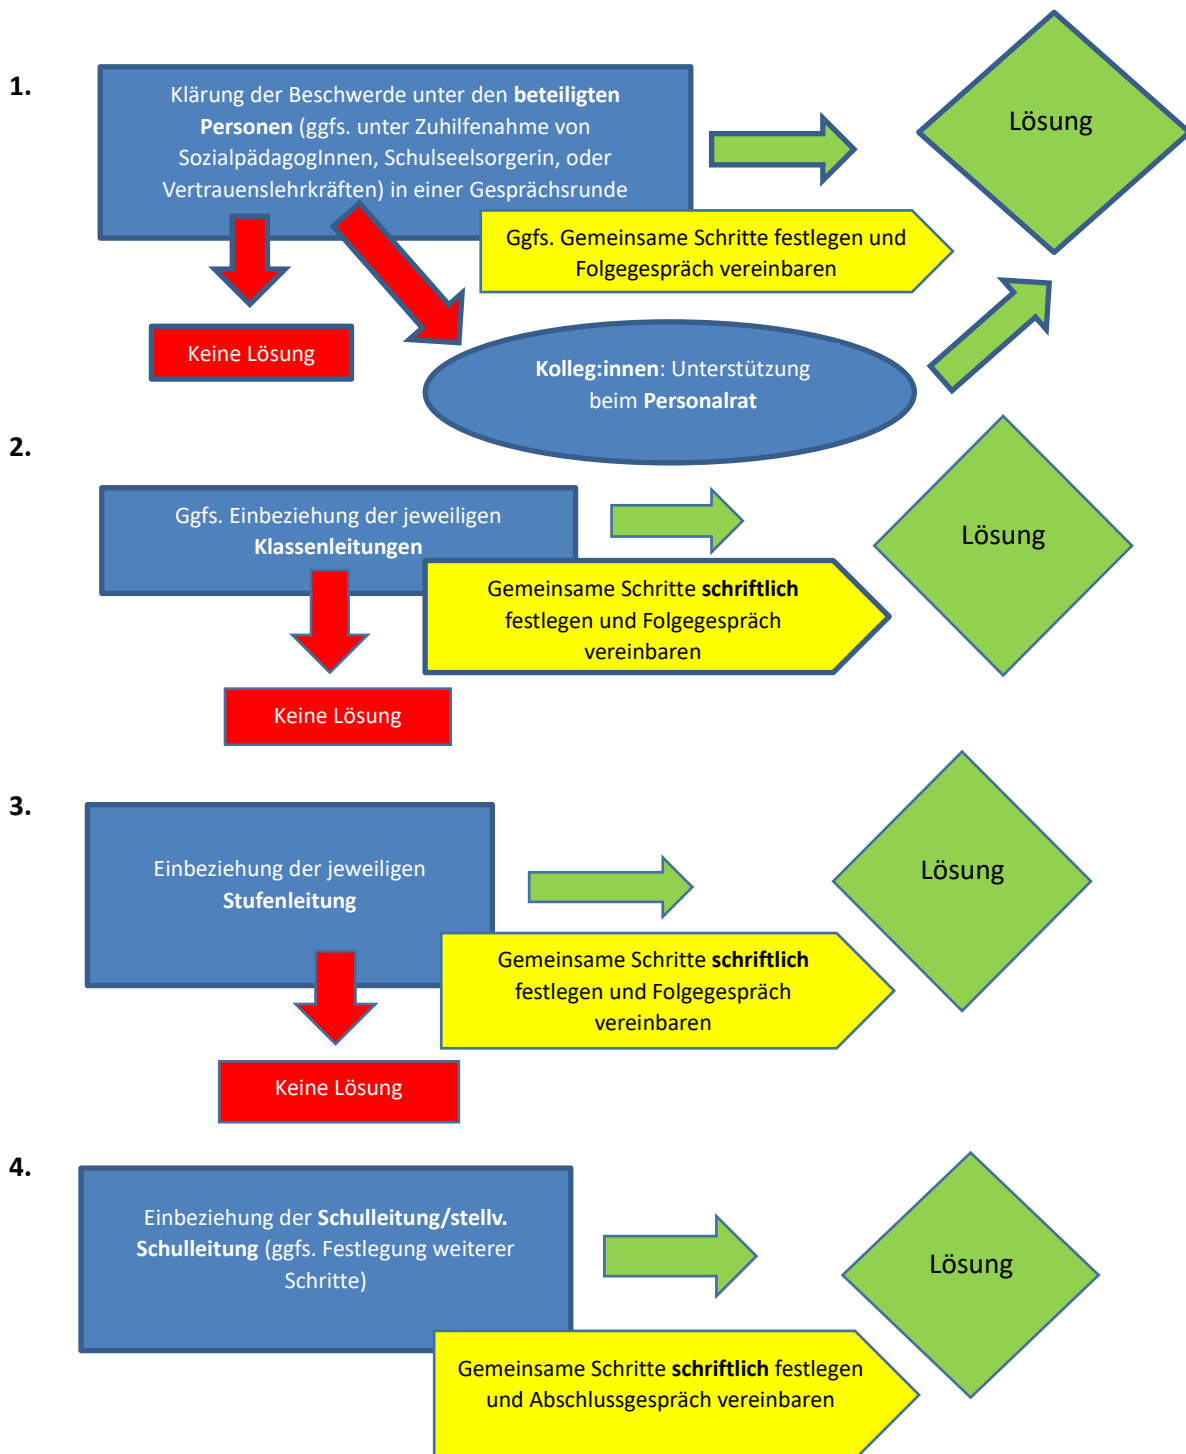 1.
Klärung der Beschwerde unter den beteiligten
Personen (ggfs. unter Zuhilfenahme von
SozialpädagogInnen, Schulseelsorgerin, oder
Vertrauenslehrkräften) in einer Gesprächsrunde
Lösung
Ggfs. Gemeinsame Schritte festlegen und
Folgegespräch vereinbaren
Keine Lösung
Kolleg:innen: Unterstützung
beim Personalrat
2.
Ggfs. Einbeziehung der jeweiligen
Klassenleitungen
Lösung
Gemeinsame Schritte schriftlich
festlegen und Folgegespräch
vereinbaren
Keine Lösung
3.
Einbeziehung der jeweiligen
Stufenleitung
Lösung
Gemeinsame Schritte schriftlich
festlegen und Folgegespräch
vereinbaren
Keine Lösung
4.
Einbeziehung der Schulleitung/stellv.
Schulleitung (ggfs. Festlegung weiterer
Schritte)
Lösung
Gemeinsame Schritte schriftlich festlegen
und Abschlussgespräch vereinbaren